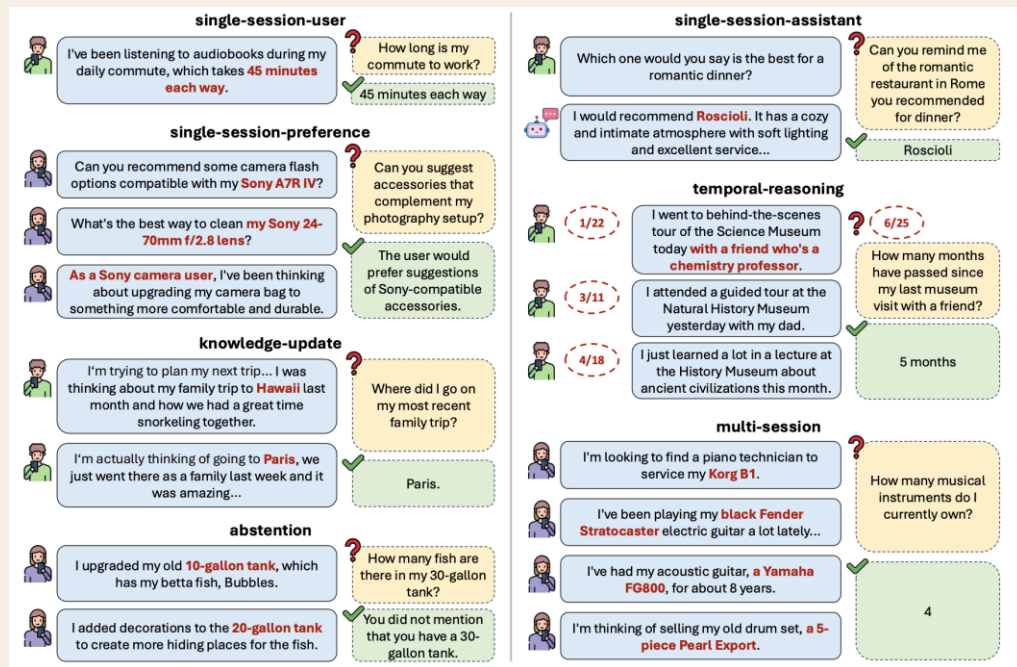 single-session-user
I've been listening to audiobooks during my
daily commute, which takes 45 minutes
each way.
How long is my
commute to work?
45 minutes each way
single-session-preference
Can you recommend some camera flash
options compatible with my Sony A7R IV?
What's the best way to clean my Sony 24-
70mm f/2.8 lens?
As a Sony camera user, I've been thinking
about upgrading my camera bag to
something more comfortable and durable.
Can you suggest
accessories that
complement my
photography setup?
The user would
prefer suggestions
of Sony-compatible
accessories.
knowledge-update
I'm trying to plan my next trip... I was
thinking about my family trip to Hawaii last
month and how we had a great time
snorkeling together.
I'm actually thinking of going to Paris, we
just went there as a family last week and it
was amazing...
Where did I go on
my most recent
family trip?
Paris.
abstention
I upgraded my old 10-gallon tank, which
has my betta fish, Bubbles.
I added decorations to the 20-gallon tank
to create more hiding places for the fish.
How many fish are
there in my 30-gallon
tank?
You did not mention
that you have a 30-
gallon tank.
single-session-assistant
Which one would you say is the best for a
romantic dinner?
I would recommend Roscioli. It has a cozy
and intimate atmosphere with soft lighting
and excellent service...
Can you remind me
of the romantic
restaurant in Rome
you recommended
for dinner?
Roscioli
temporal-reasoning
1/22
I went to behind-the-scenes
tour of the Science Museum
today with a friend who's a
chemistry professor.
3/11
I attended a guided tour at the
Natural History Museum
yesterday with my dad.
4/18
I just learned a lot in a lecture at
the History Museum about
ancient civilizations this month.
6/25
How many months
have passed since
my last museum
visit with a friend?
5 months
multi-session
I'm looking to find a piano technician to
service my Korg B1.
I've been playing my black Fender
Stratocaster electric guitar a lot lately...
I've had my acoustic guitar, a Yamaha
FG800, for about 8 years.
I'm thinking of selling my old drum set, a 5-
piece Pearl Export.
How many musical
instruments do I
currently own?
4